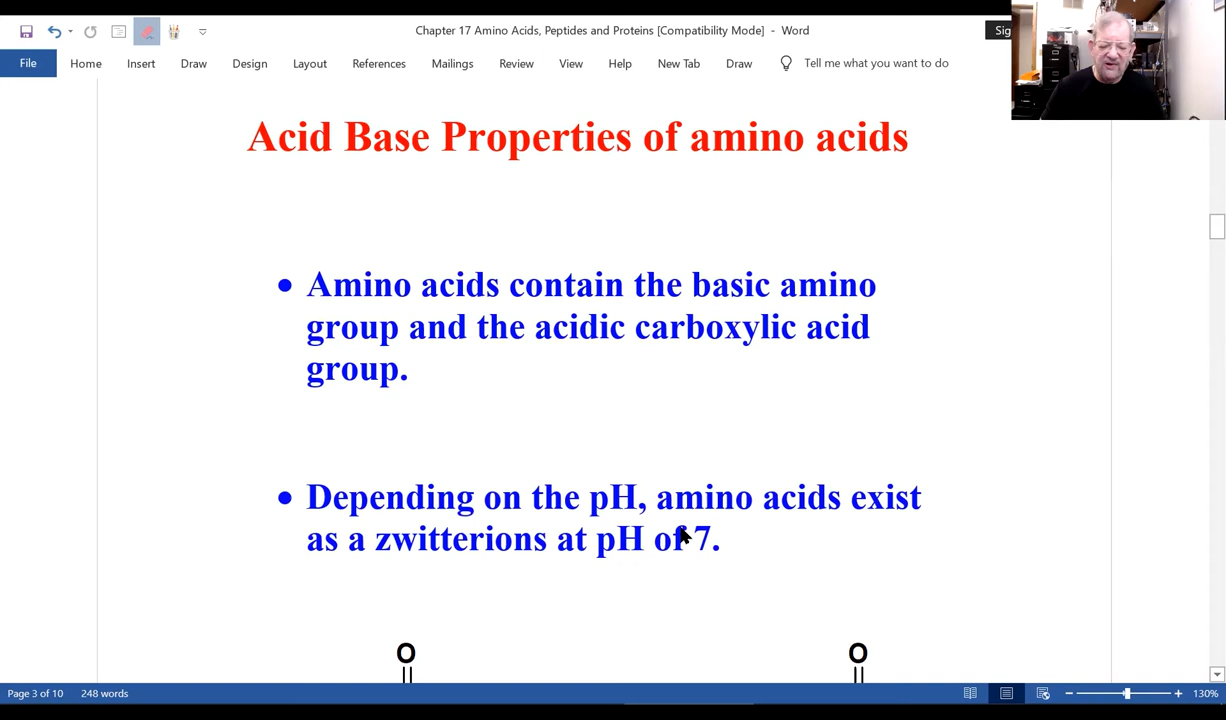 Chapter 17 Amino Acids, Peptides and Proteins [Compatibility Mode] - Word
Sig
File Home Insert Draw Design Layout References Mailings Review View Help New Tab Draw Tell me what you want to do
Acid Base Properties of amino acids
• Amino acids contain the basic amino
group and the acidic carboxylic acid
group.
• Depending on the pH, amino acids exist
as a zwitterions at pH of 7.
O O
Page 3 of 10 248 words 130%